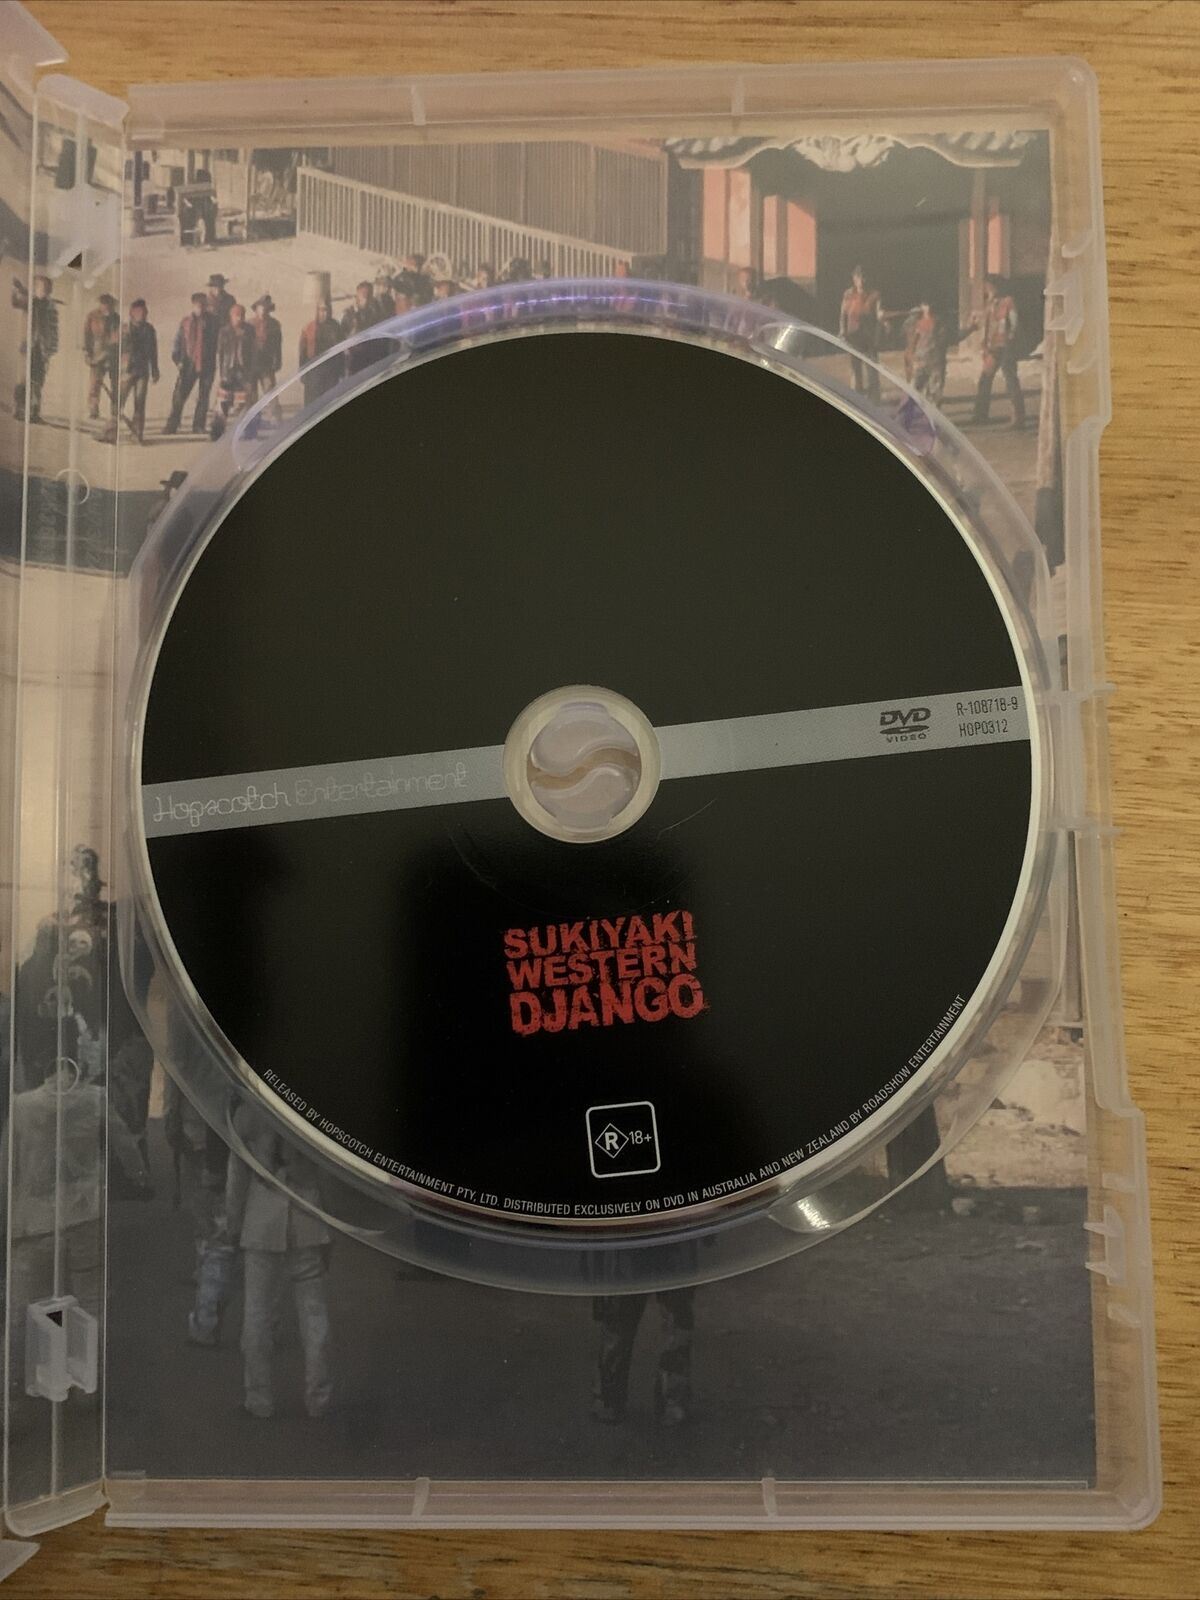 Hopscotch Entertainment
DVD
VIDEO
R-108718-9
HOP0312
SUKIYAKI
WESTERN
DJANGO
R 18+
RELEASED BY HOPSCOTCH ENTERTAINMENT PTY, LTD. DISTRIBUTED EXCLUSIVELY ON DVD IN AUSTRALIA AND NEW ZEALAND BY ROADSHOW ENTERTAINMENT